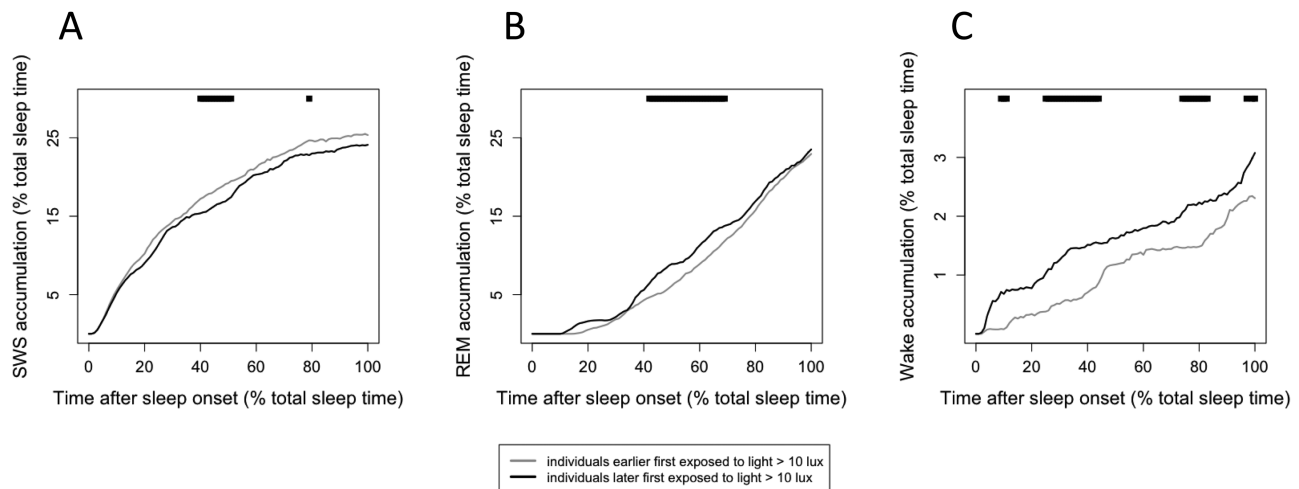 A
B
C
SWS accumulation (% total sleep time)
5 15 25
0 20 40 60 80 100
Time after sleep onset (% total sleep time)
REM accumulation (% total sleep time)
5 15 25
0 20 40 60 80 100
Time after sleep onset (% total sleep time)
Wake accumulation (% total sleep time)
1 2 3
0 20 40 60 80 100
Time after sleep onset (% total sleep time)
individuals earlier first exposed to light > 10 lux
individuals later first exposed to light > 10 lux